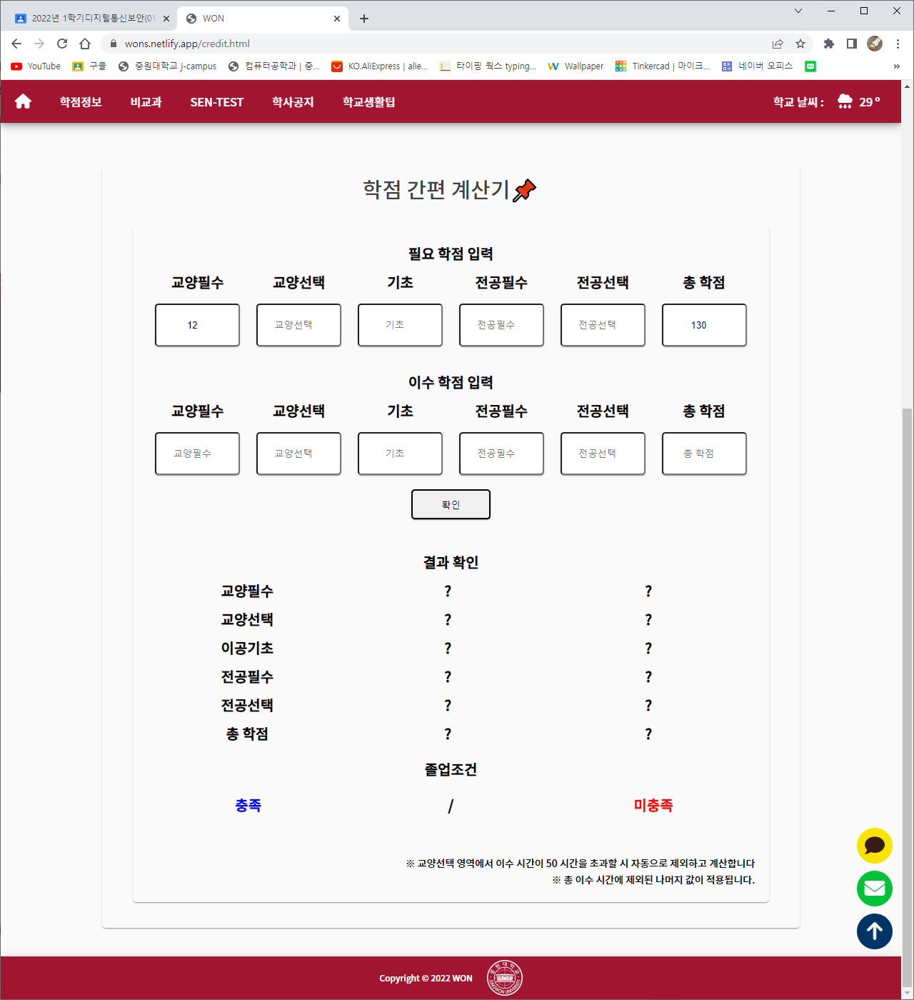 2022년 1학기디지털통신보안(01
WON
wons.netlify.app/credit.html
YouTube 구글 중원대학교 j-campus 컴퓨터공학과 | 중... KO.AliExpress | alie... 타이핑 웍스 typing... Wallpaper Tinkercad | 마이크... 네이버 오피스 »
학점정보 비교과 SEN-TEST 학사공지 학교생활팁 학교 날씨 : 29 º
학점 간편 계산기
필요 학점 입력
교양필수 교양선택 기초 전공필수 전공선택 총 학점
12 교양선택 기초 전공필수 전공선택 130
이수 학점 입력
교양필수 교양선택 기초 전공필수 전공선택 총 학점
교양필수 교양선택 기초 전공필수 전공선택 총 학점
확인
결과 확인
교양필수 ? ?
교양선택 ? ?
이공기초 ? ?
전공필수 ? ?
전공선택 ? ?
총 학점 ? ?
졸업조건
충족 / 미충족
※ 교양선택 영역에서 이수 시간이 50 시간을 초과할 시 자동으로 제외하고 계산합니다
※ 총 이수 시간에 제외된 나머지 값이 적용됩니다.
Copyright © 2022 WON